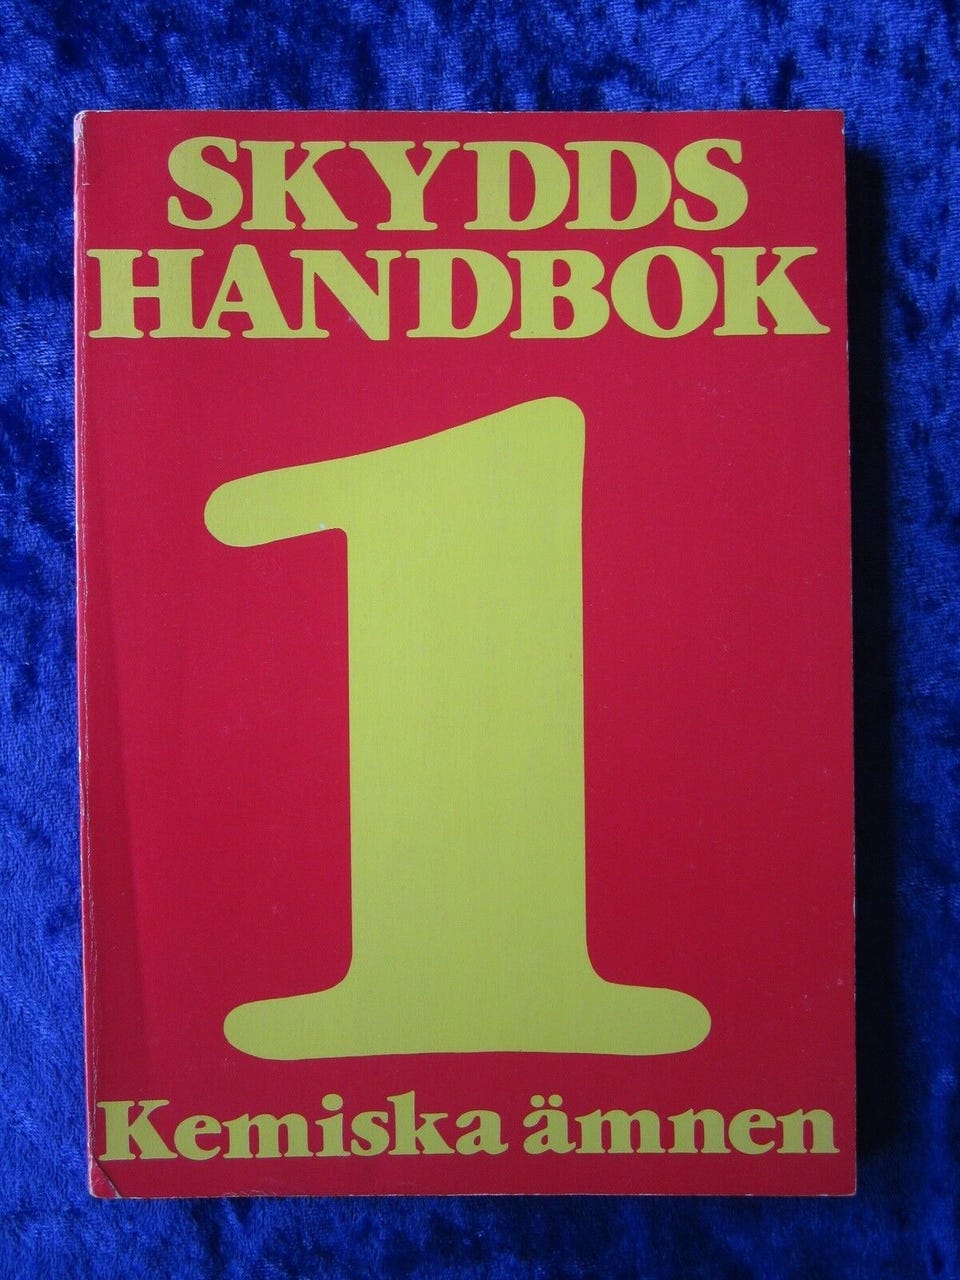 SKYDDS
HANDBOK
1
Kemiska ämnen